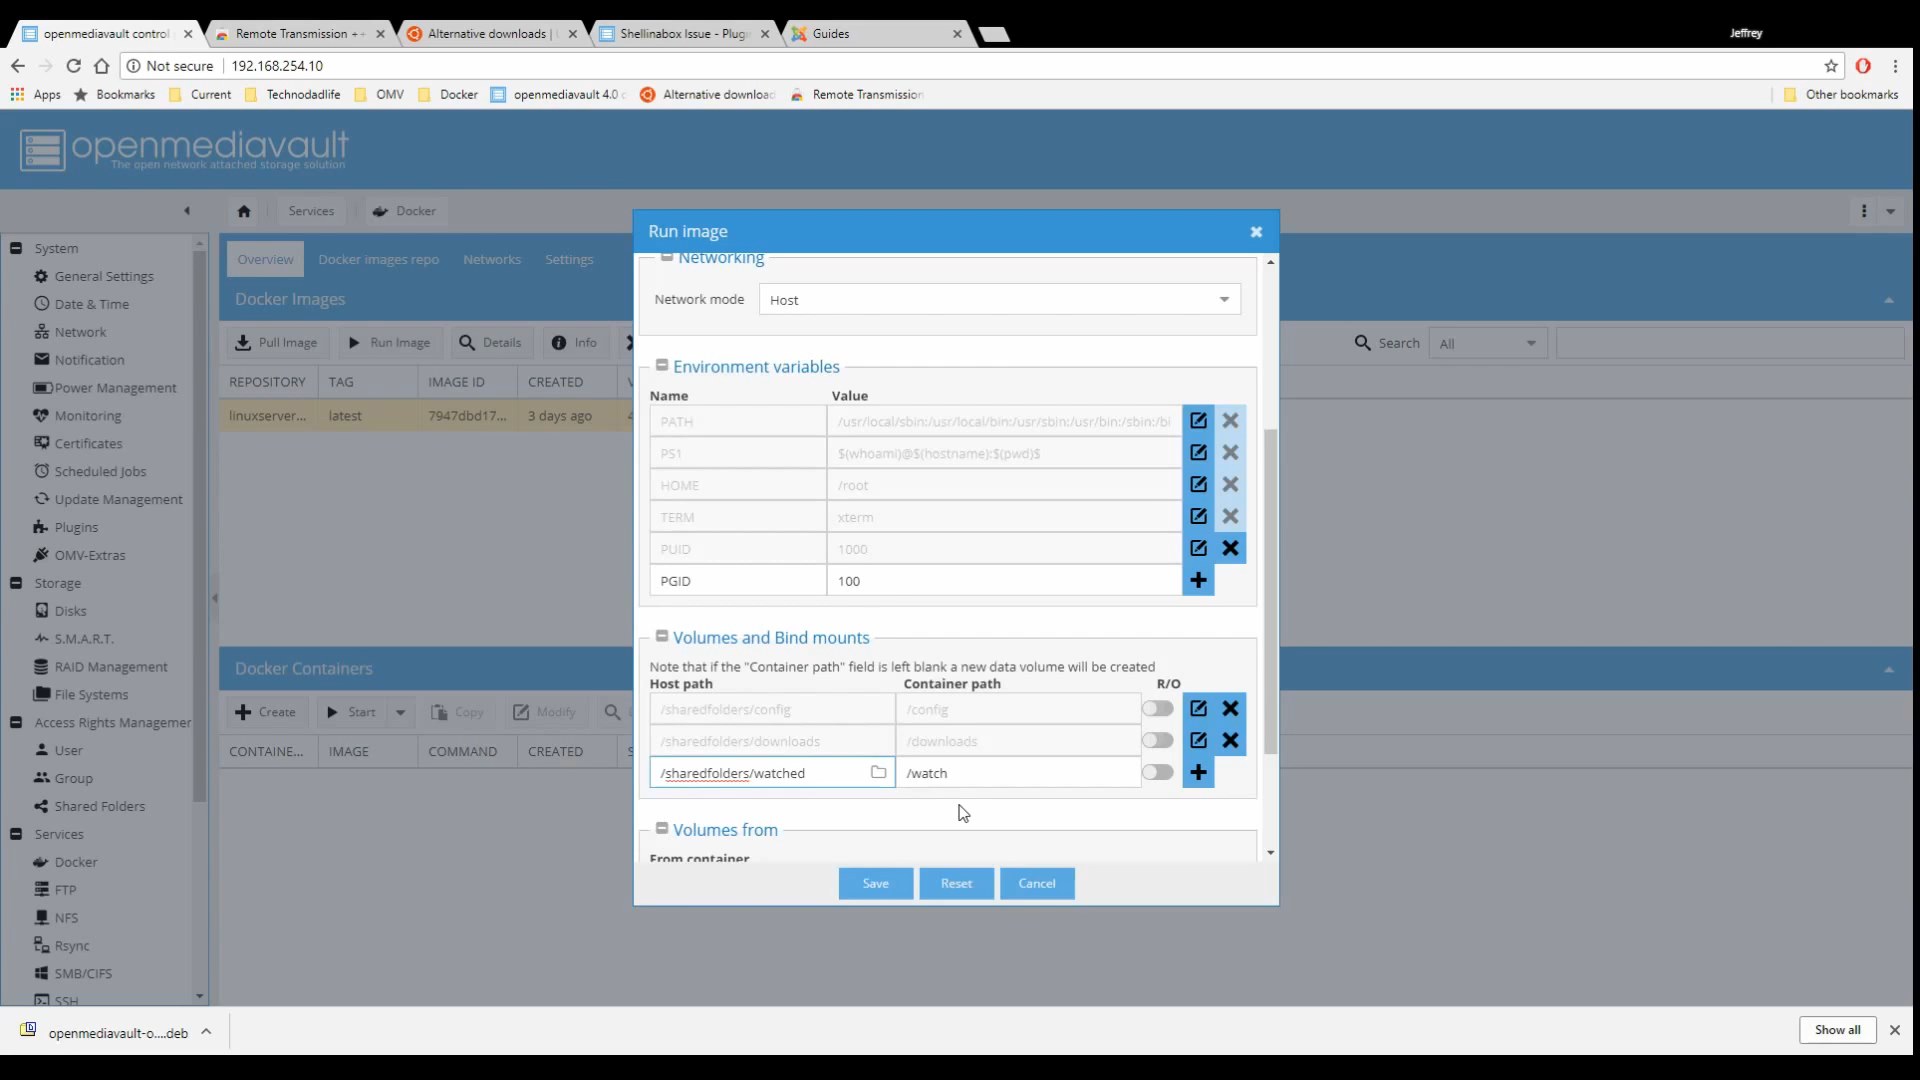 openmediavault control
Remote Transmission ++
Alternative downloads |
Shellinabox Issue - Plug
Guides
Jeffrey
Not secure
192.168.254.10
Apps
Bookmarks
Current
Technodadlife
OMV
Docker
openmediavault 4.0
Alternative downloa
Remote Transmission
Other bookmarks
openmediavault
The open network attached storage solution
Services
Docker
System
General Settings
Date & Time
Network
Notification
Power Management
Monitoring
Certificates
Scheduled Jobs
Update Management
Plugins
OMV-Extras
Storage
Disks
S.M.A.R.T.
RAID Management
File Systems
Access Rights Managemen
User
Group
Shared Folders
Services
Docker
FTP
NFS
Rsync
SMB/CIFS
SSH
Overview
Docker images repo
Networks
Settings
Docker Images
Pull Image
Run Image
Details
Info
Search
All
REPOSITORY
TAG
IMAGE ID
CREATED
linuxserver...
latest
7947dbd17...
3 days ago
Docker Containers
Create
Start
Copy
Modify
CONTAINE...
IMAGE
COMMAND
CREATED
Run image
Networking
Network mode
Host
Environment variables
Name
Value
PATH
/usr/local/sbin:/usr/local/bin:/usr/sbin:/usr/bin:/sbin:/bi
PS1
$(whoami)@$(hostname):$(pwd)$
HOME
/root
TERM
xterm
PUID
1000
PGID
100
Volumes and Bind mounts
Note that if the "Container path" field is left blank a new data volume will be created
Host path
Container path
R/O
/sharedfolders/config
/config
/sharedfolders/downloads
/downloads
/sharedfolders/watched
/watch
Volumes from
From container
Save
Reset
Cancel
openmediavault-o....deb
Show all